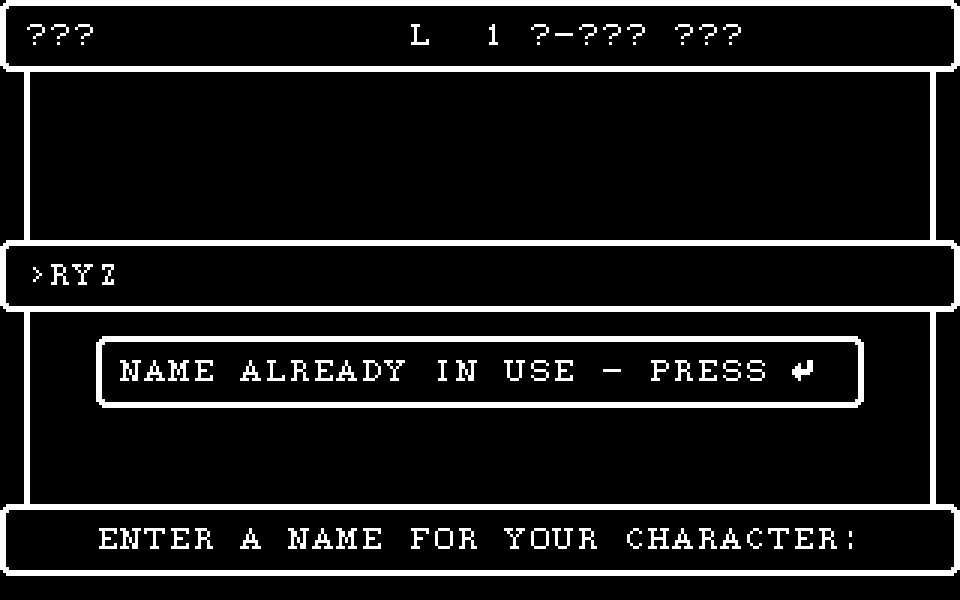 ??? L 1 ?-??? ???
>RYZ
NAME ALREADY IN USE - PRESS ↵
ENTER A NAME FOR YOUR CHARACTER: